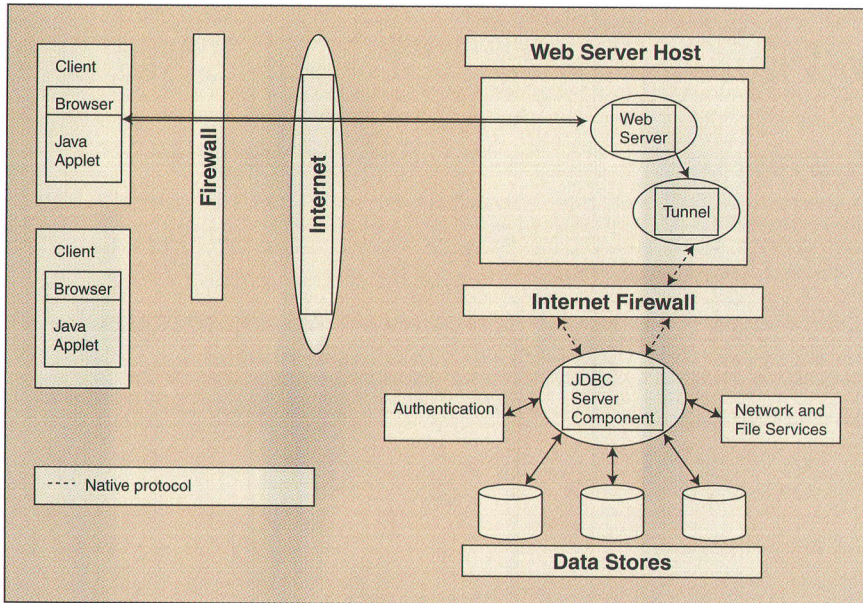 Client
Browser
Java
Applet
Client
Browser
Java
Applet
Firewall
Internet
Web Server Host
Web
Server
Tunnel
Internet Firewall
JDBC
Server
Component
Authentication
Network and
File Services
Data Stores
Native protocol